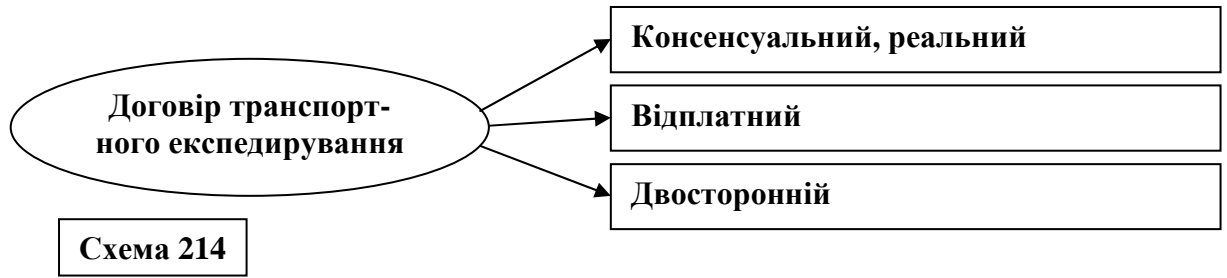 Консенсуальний, реальний
Договір транспорт-
ного експедирування
Відплатний
Двосторонній
Схема 214